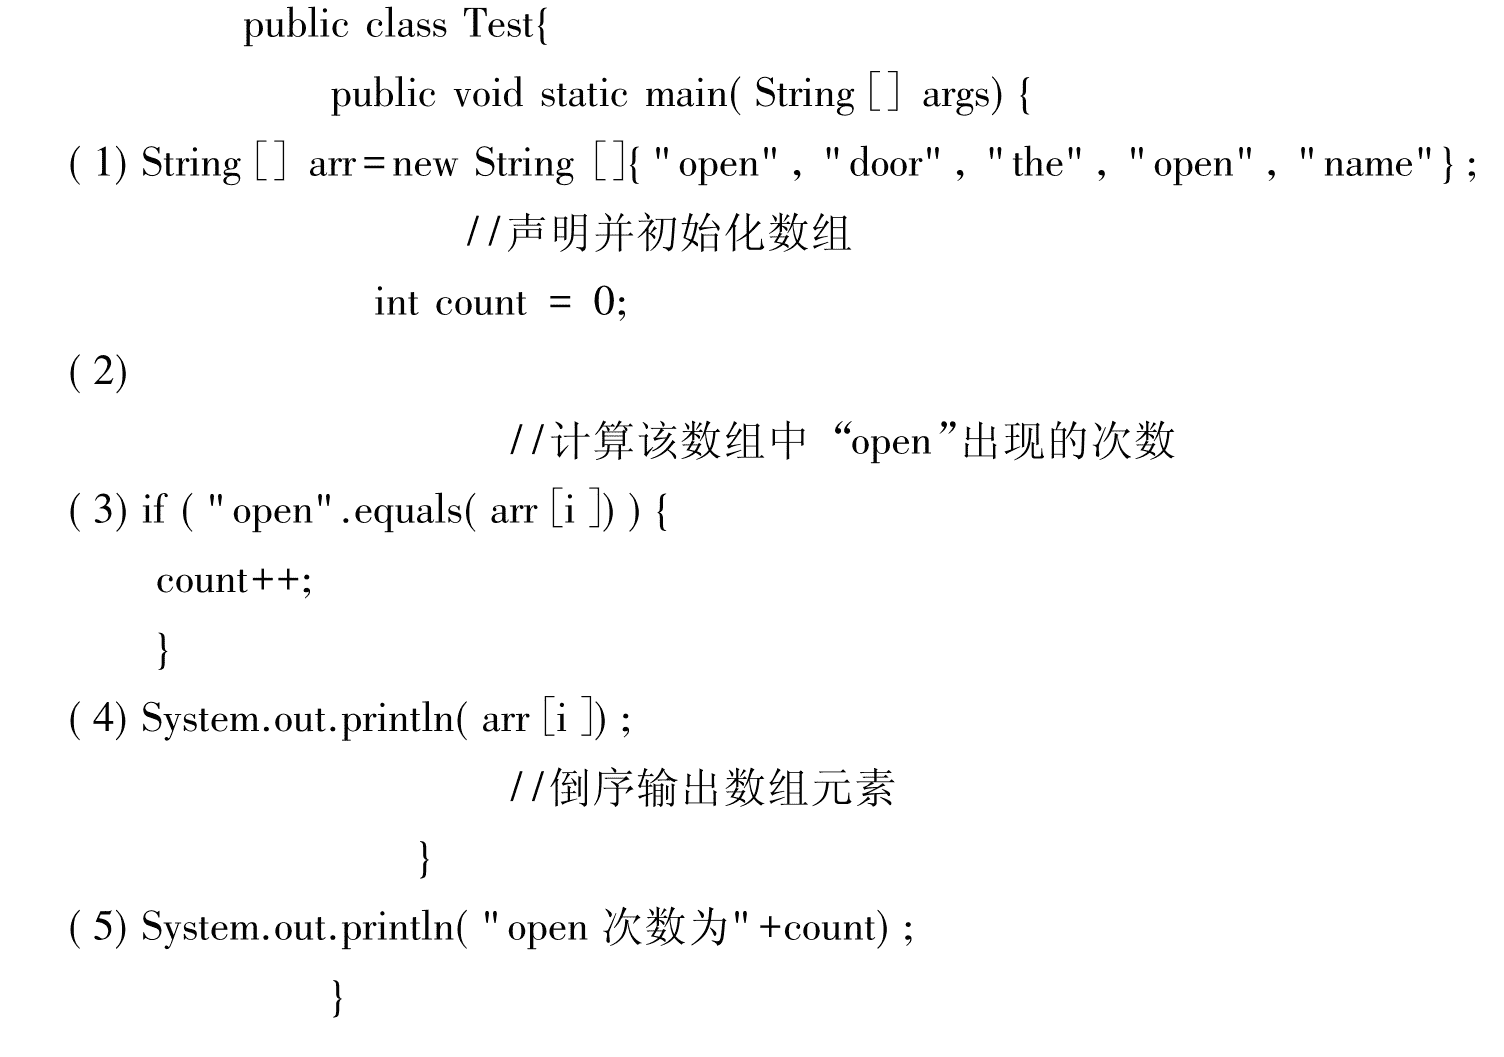 public class Test{
public void static main( String [ ] args) {
( 1) String [ ] arr=new String [ ]{ "open" , "door" , "the" , "open" , "name"} ;
//声明并初始化数组
int count = 0;
( 2)
//计算该数组中 “open”出现的次数
( 3) if ( "open".equals( arr [i ]) ) {
count++;
}
( 4) System.out.println( arr [i ]) ;
//倒序输出数组元素
}
( 5) System.out.println( "open 次数为"+count) ;
}